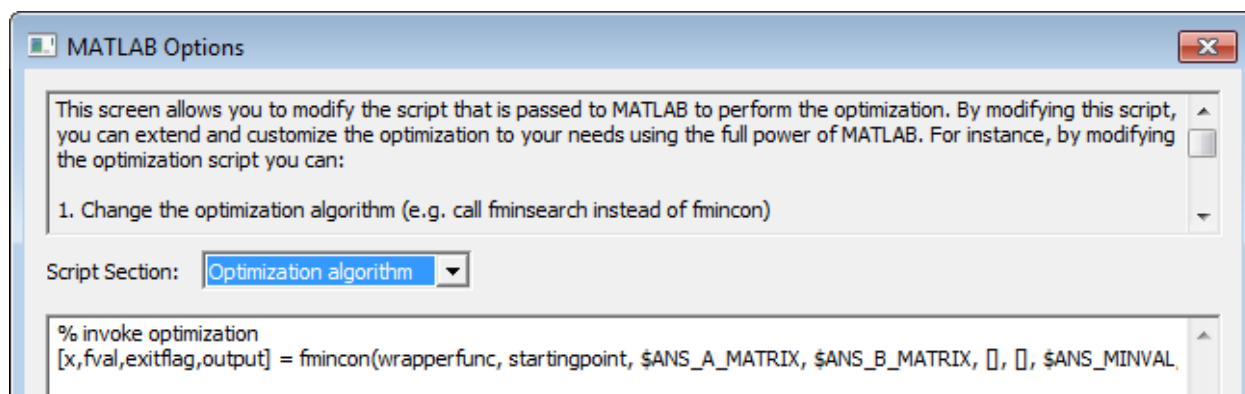 MATLAB Options
This screen allows you to modify the script that is passed to MATLAB to perform the optimization. By modifying this script,
you can extend and customize the optimization to your needs using the full power of MATLAB. For instance, by modifying
the optimization script you can:
1. Change the optimization algorithm (e.g. call fminsearch instead of fmincon)
Script Section: Optimization algorithm
% invoke optimization
[x,fval,exitflag,output] = fmincon(wrapperfunc, startingpoint, $ANS_A_MATRIX, $ANS_B_MATRIX, [], [], $ANS_MINVAL,